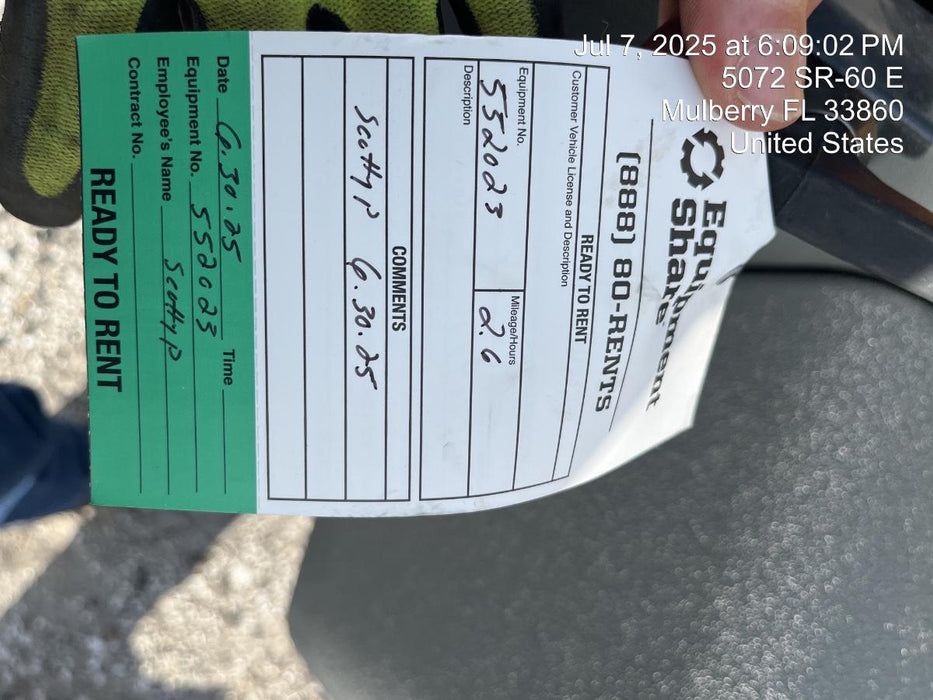 Jul 7, 2025 at 6:09:02 PM
5072 SR-60 E
Mulberry FL 33860
United States
Equipment
Share
(888) 80-RENTS
READY TO RENT
Customer Vehicle License and Description
Equipment No. Mileage/Hours
552023 2.6
Description
COMMENTS
Scotty P 6.30.25
Date 6.30.25 Time
Equipment No. 552023
Employee's Name Scotty P
Contract No.
READY TO RENT